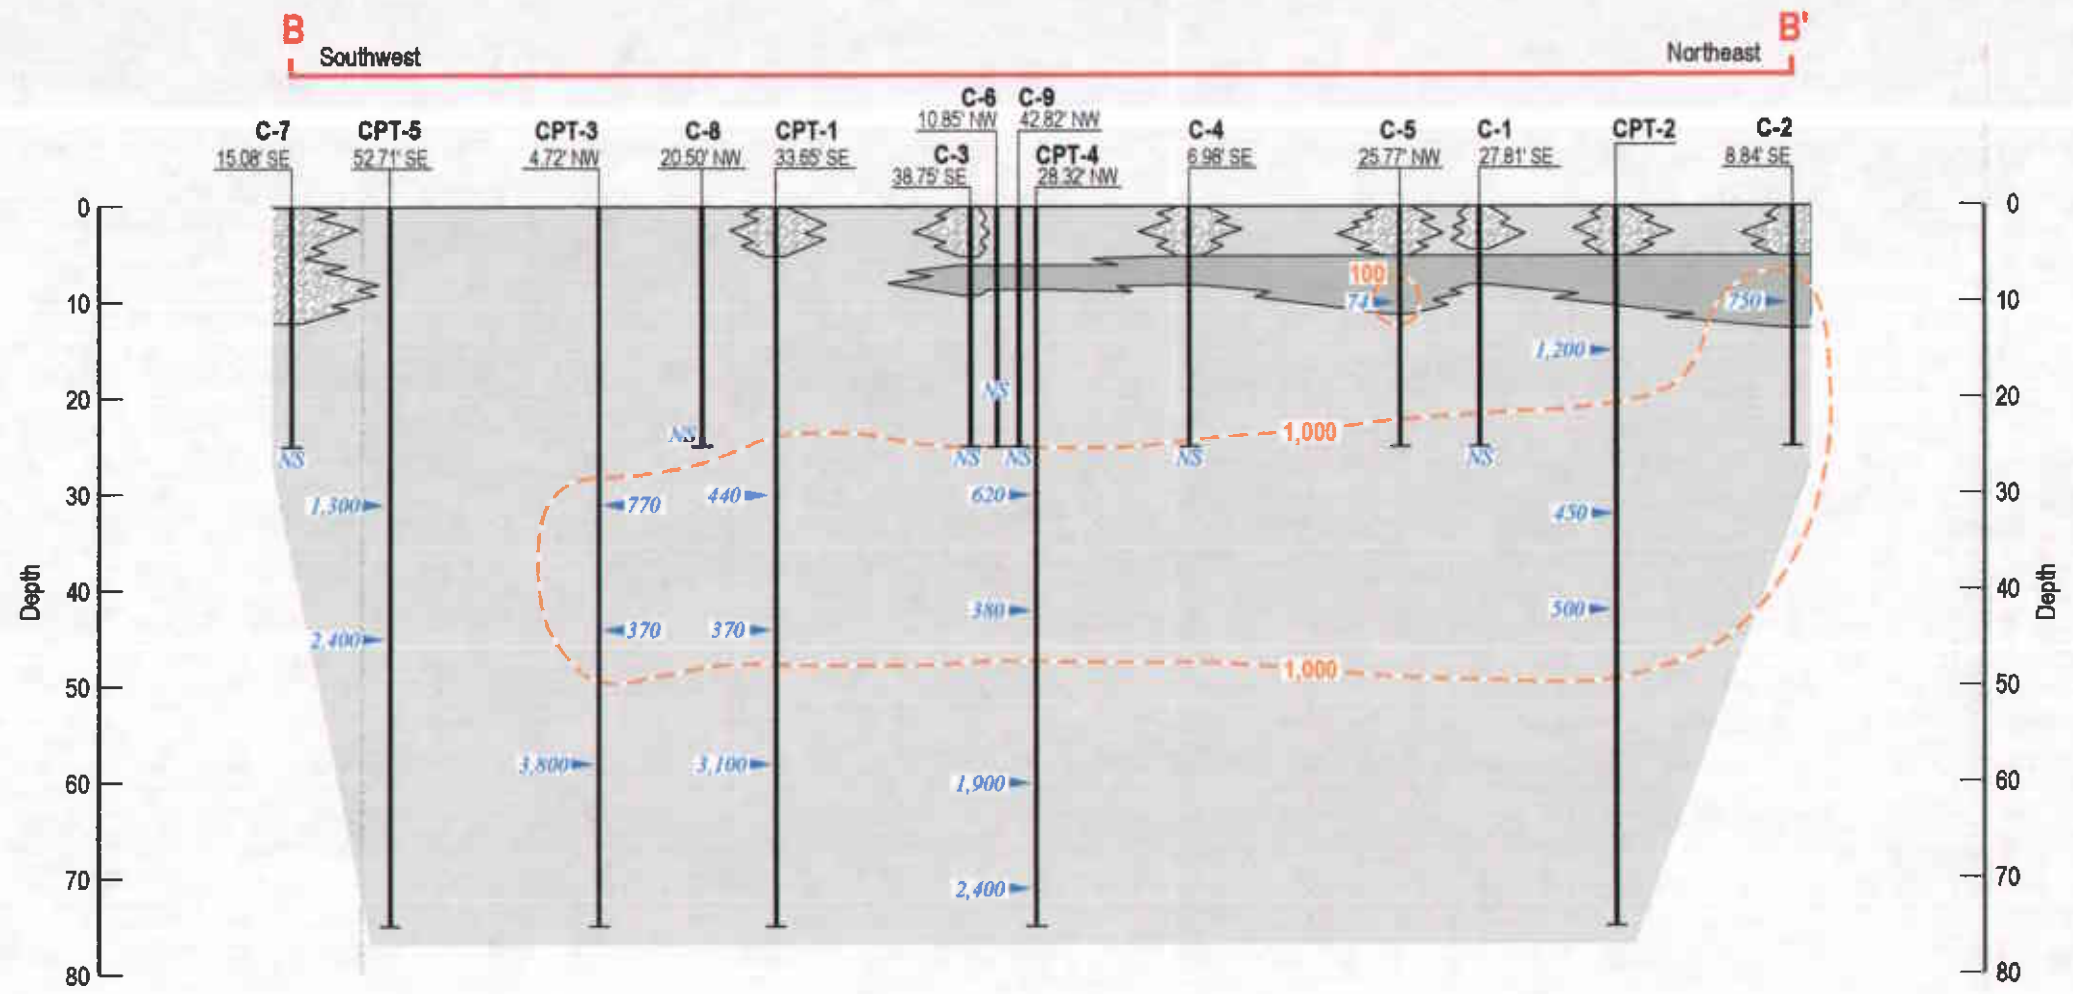 B
B'
Southwest
Northeast
C-6
C-9
10.85' NW
42.82' NW
C-7
CPT-5
CPT-3
C-8
CPT-1
C-4
C-5
C-1
CPT-2
C-2
15.08' SE
52.71' SE
4.72' NW
20.50' NW
33.65' SE
C-3
CPT-4
6.98' SE
25.77' NW
27.81' SE
8.84' SE
38.75' SE
28.32' NW
0
0
100
10
74
750
10
1,200
NS
20
20
NS
1,000
NS
NS
NS
NS
NS
30
440
620
30
1,300
770
450
380
500
40
40
Depth
Depth
2,400
370
370
1,000
50
50
3,800
3,100
60
1,900
60
70
2,400
70
80
80